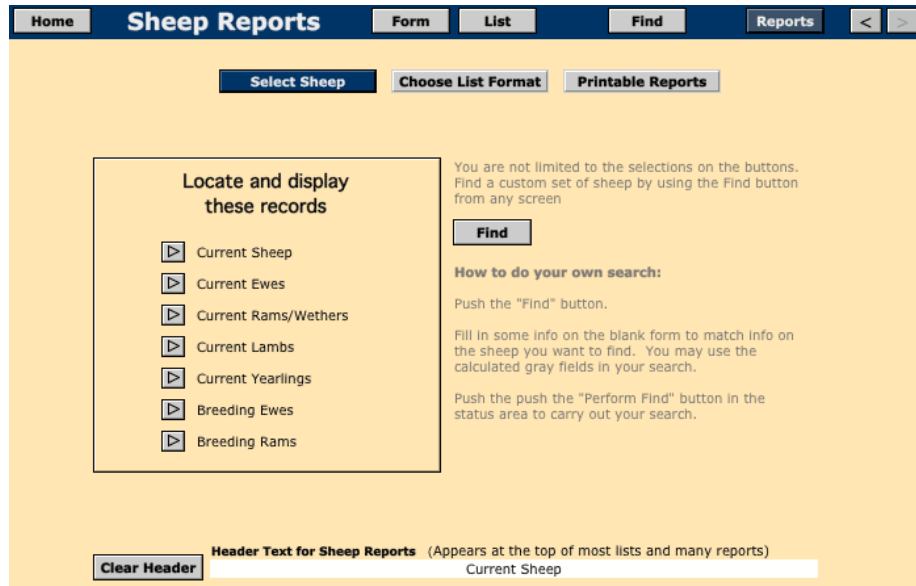 Home Sheep Reports Form List Find Reports < >
Select Sheep Choose List Format Printable Reports
Locate and display
these records
Current Sheep
Current Ewes
Current Rams/Wethers
Current Lambs
Current Yearlings
Breeding Ewes
Breeding Rams
You are not limited to the selections on the buttons.
Find a custom set of sheep by using the Find button
from any screen
Find
How to do your own search:
Push the "Find" button.
Fill in some info on the blank form to match info on
the sheep you want to find. You may use the
calculated gray fields in your search.
Push the push the "Perform Find" button in the
status area to carry out your search.
Header Text for Sheep Reports (Appears at the top of most lists and many reports)
Clear Header Current Sheep